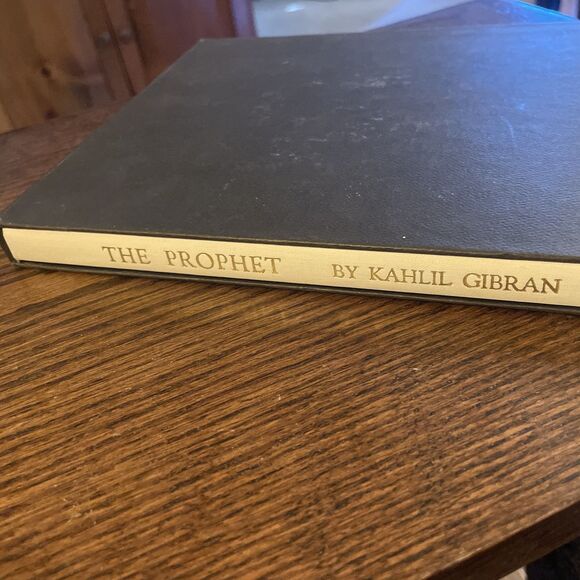 THE PROPHET BY KAHLIL GIBRAN